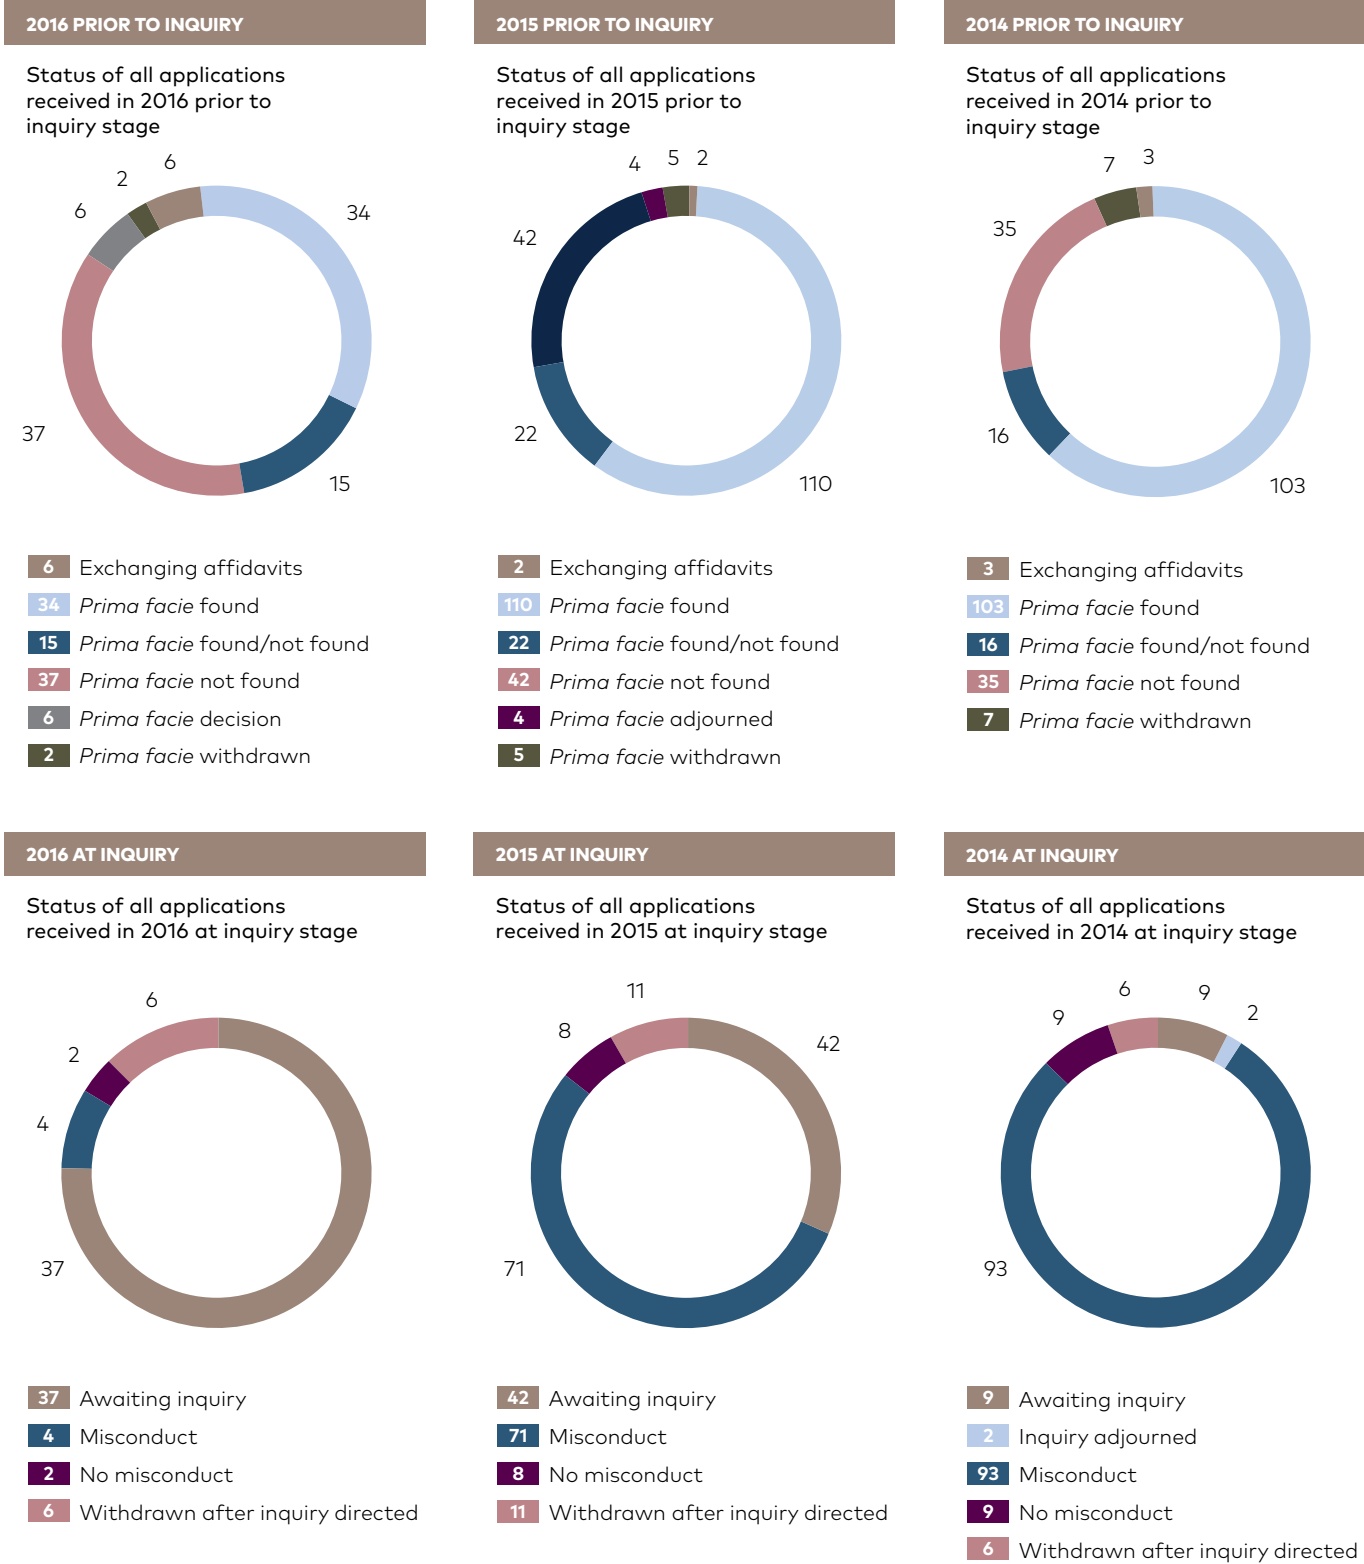 2016 PRIOR TO INQUIRY
Status of all applications
received in 2016 prior to
inquiry stage
6
2
6
34
37
15
6 Exchanging affidavits
34 Prima facie found
15 Prima facie found/not found
37 Prima facie not found
6 Prima facie decision
2 Prima facie withdrawn
2015 PRIOR TO INQUIRY
Status of all applications
received in 2015 prior to
inquiry stage
4
5
2
42
22
110
2 Exchanging affidavits
110 Prima facie found
22 Prima facie found/not found
42 Prima facie not found
4 Prima facie adjourned
5 Prima facie withdrawn
2014 PRIOR TO INQUIRY
Status of all applications
received in 2014 prior to
inquiry stage
7
3
35
16
103
3 Exchanging affidavits
103 Prima facie found
16 Prima facie found/not found
35 Prima facie not found
7 Prima facie withdrawn
2016 AT INQUIRY
Status of all applications
received in 2016 at inquiry stage
6
2
4
37
37 Awaiting inquiry
4 Misconduct
2 No misconduct
6 Withdrawn after inquiry directed
2015 AT INQUIRY
Status of all applications
received in 2015 at inquiry stage
11
8
42
71
42 Awaiting inquiry
71 Misconduct
8 No misconduct
11 Withdrawn after inquiry directed
2014 AT INQUIRY
Status of all applications
received in 2014 at inquiry stage
6
9
9
2
93
9 Awaiting inquiry
2 Inquiry adjourned
93 Misconduct
9 No misconduct
6 Withdrawn after inquiry directed